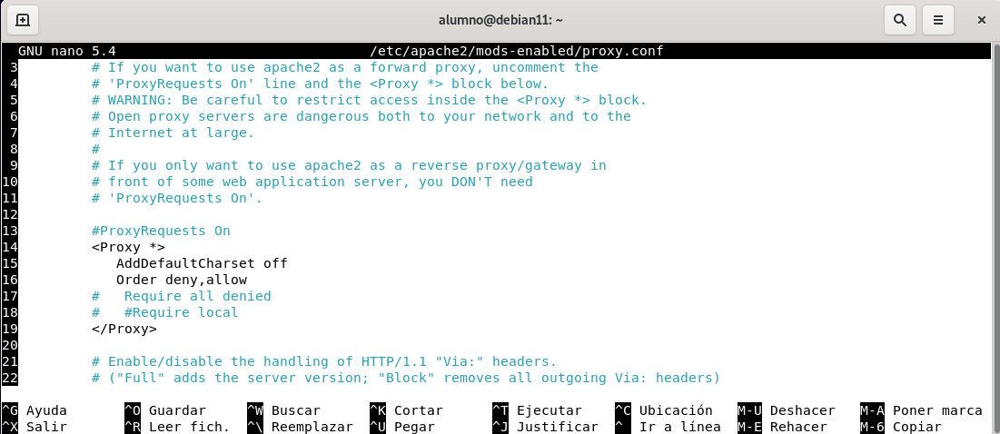 alumno@debian11: ~
GNU nano 5.4 /etc/apache2/mods-enabled/proxy.conf
3 # If you want to use apache2 as a forward proxy, uncomment the
4 # 'ProxyRequests On' line and the <Proxy *> block below.
5 # WARNING: Be careful to restrict access inside the <Proxy *> block.
6 # Open proxy servers are dangerous both to your network and to the
7 # Internet at large.
8 #
9 # If you only want to use apache2 as a reverse proxy/gateway in
10 # front of some web application server, you DON'T need
11 # 'ProxyRequests On'.
12
13 #ProxyRequests On
14 <Proxy *>
15 AddDefaultCharset off
16 Order deny,allow
17 #   Require all denied
18 #   #Require local
19 </Proxy>
20
21 # Enable/disable the handling of HTTP/1.1 "Via:" headers.
22 # ("Full" adds the server version; "Block" removes all outgoing Via: headers)
^G Ayuda ^O Guardar ^W Buscar ^K Cortar ^T Ejecutar ^C Ubicación M-U Deshacer M-A Poner marca
^X Salir ^R Leer fich. ^\ Reemplazar ^U Pegar ^J Justificar ^_ Ir a línea M-E Rehacer M-6 Copiar